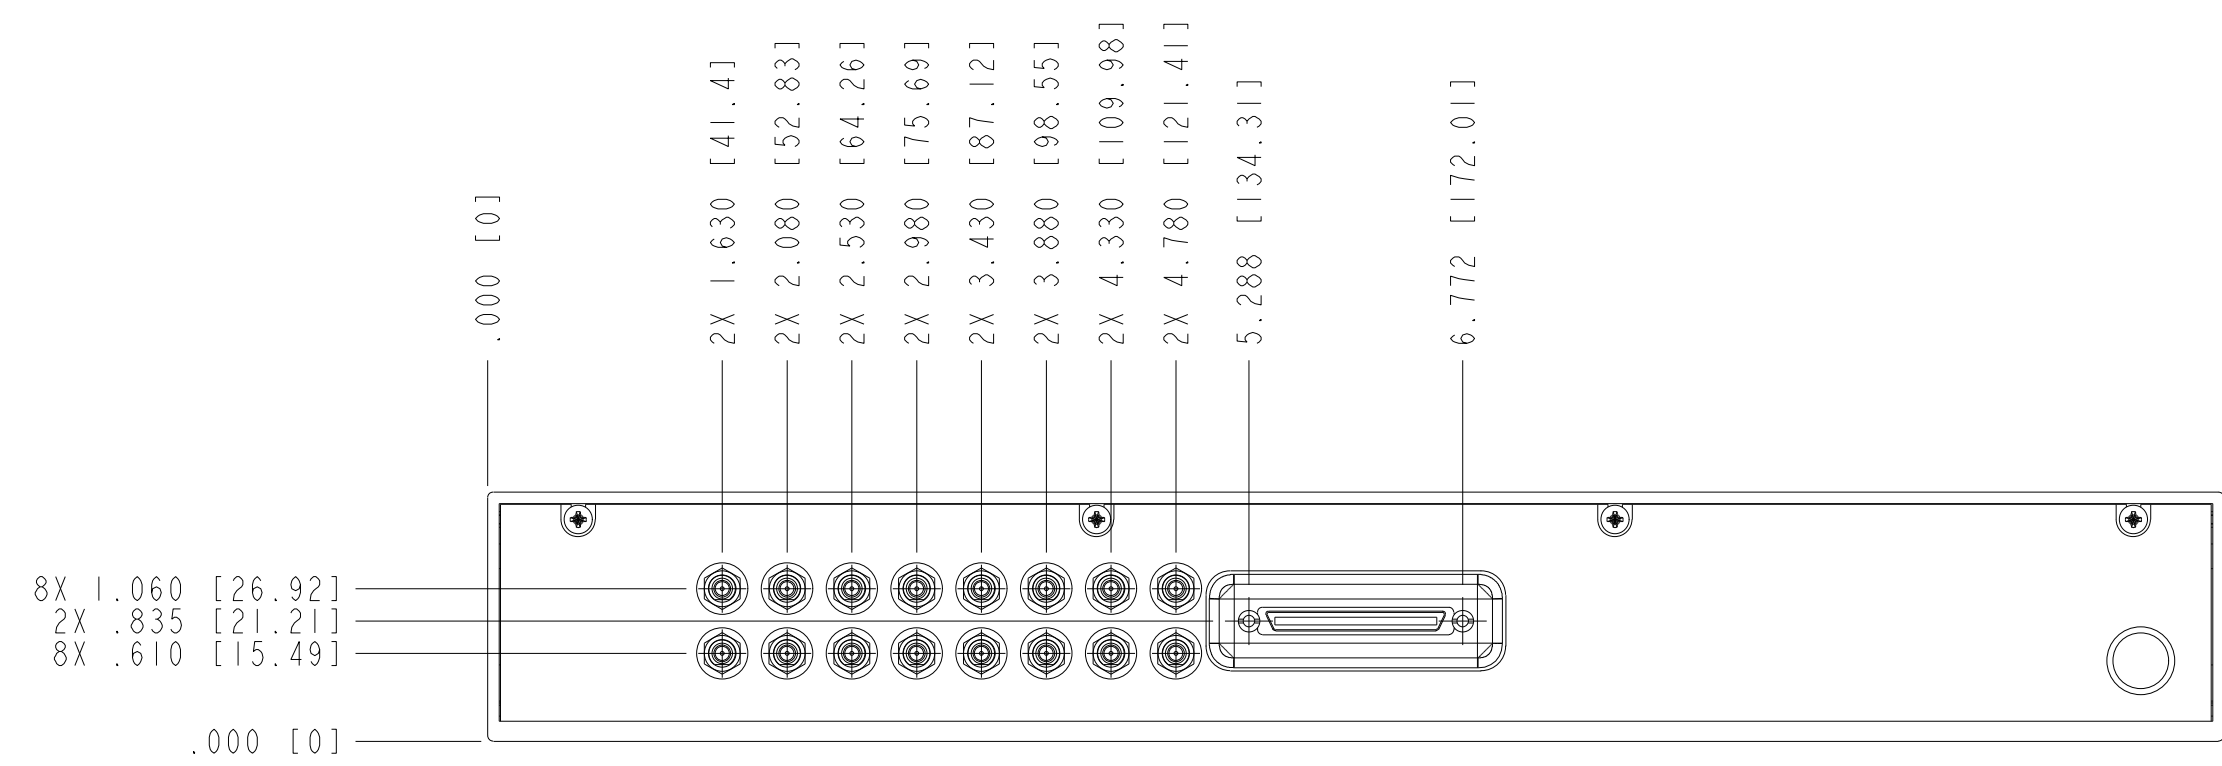 .000 [0]
2X 1.630 [41.4]
2X 2.080 [52.83]
2X 2.530 [64.26]
2X 2.980 [75.69]
2X 3.430 [87.12]
2X 3.880 [98.55]
2X 4.330 [109.98]
2X 4.780 [121.41]
5.288 [134.31]
6.772 [172.01]
8X 1.060 [26.92]
2X .835 [21.21]
8X .610 [15.49]
.000 [0]